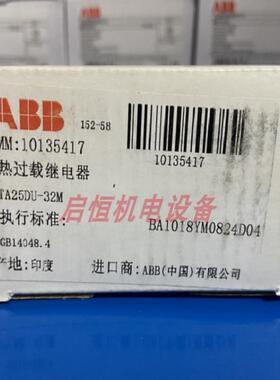 ABB
152-58
MM:10135417
10135417
热过载继电器
TA25DU-32M
启恒机电设备
执行标准:
BA1018YM0824D04
GB14048.4
产地:印度
进口商:ABB(中国)有限公司